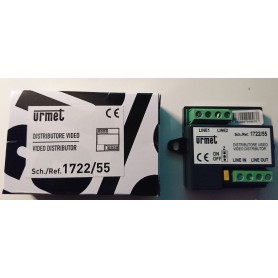 urmet
CE
DISTRIBUTORE VIDEO
VIDEO DISTRIBUTOR
Sch./Ref. 1722/55
LINE1 LINE2
urmet
Sch./Ref. 1722/55
CE
ON
OFF
DISTRIBUTORE VIDEO
VIDEO DISTRIBUTOR
LINE IN LINE OUT